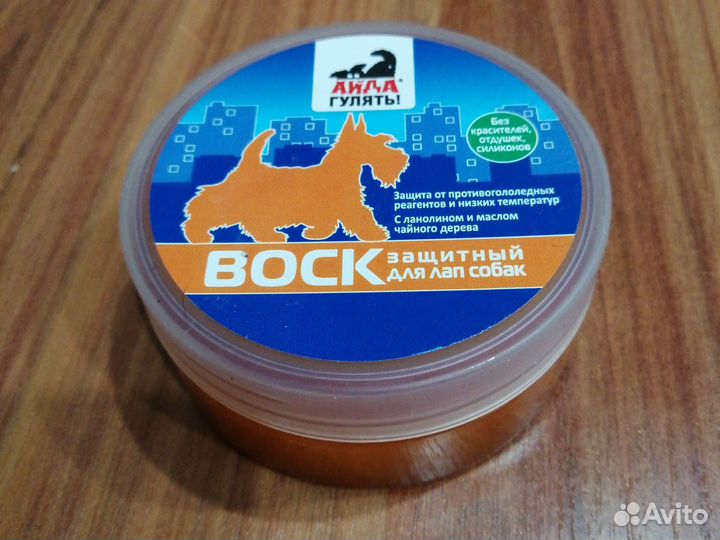 АЙДА
ГУЛЯТЬ!
Без
красителей,
отдушек,
силиконов
Защита от противогололедных
реагентов и низких температур
С ланолином и маслом
чайного дерева
ВОСК защитный
для лап собак
Avito